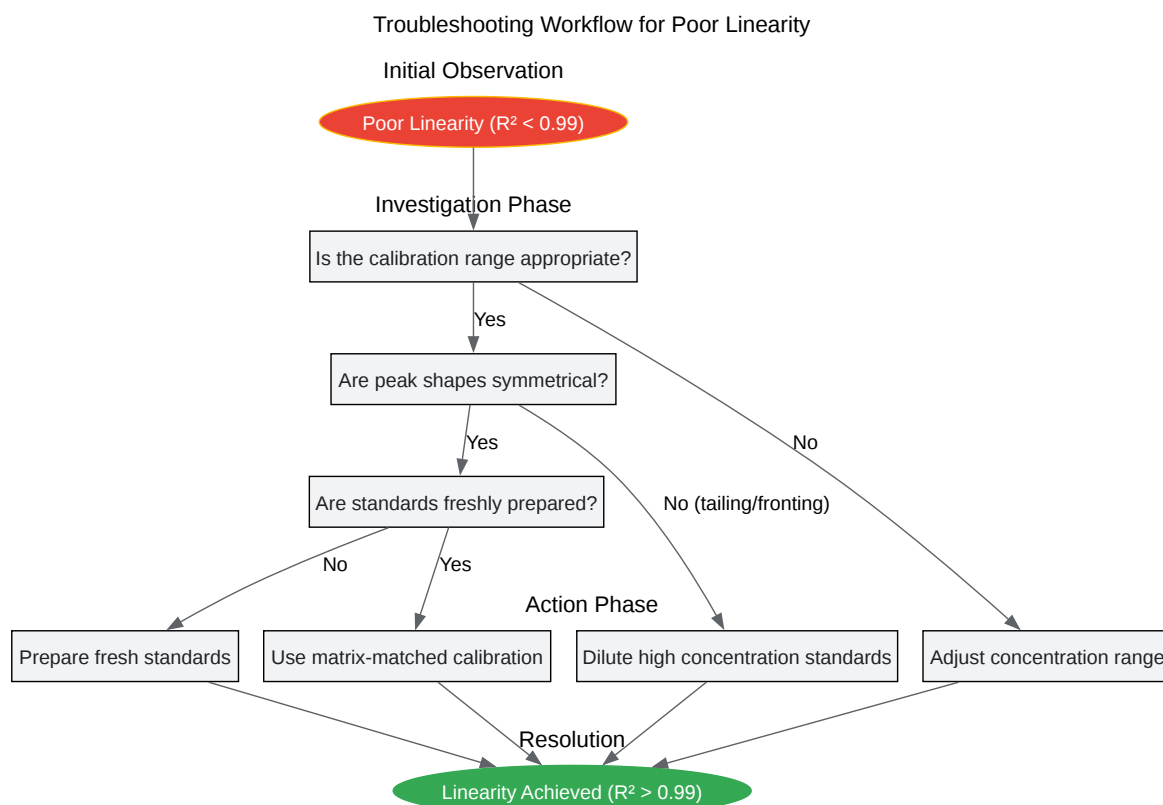 Troubleshooting Workflow for Poor Linearity
Initial Observation
Poor Linearity (R² < 0.99)
Investigation Phase
Is the calibration range appropriate?
Yes
Are peak shapes symmetrical?
Yes
No
Are standards freshly prepared?
No (tailing/fronting)
No
Yes
Action Phase
Prepare fresh standards
Use matrix-matched calibration
Dilute high concentration standards
Adjust concentration range
Resolution
Linearity Achieved (R² > 0.99)